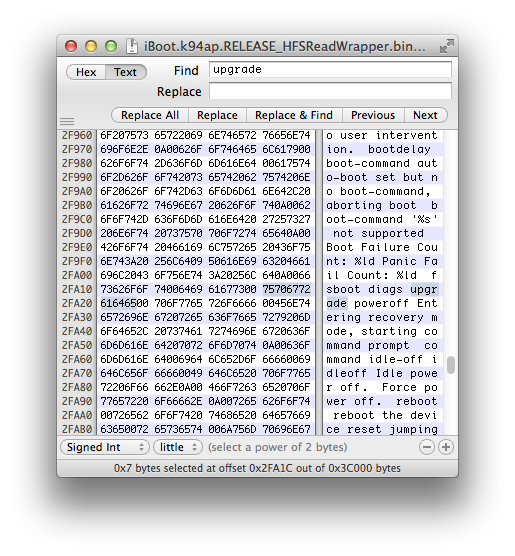 iBoot.k94ap.RELEASE_HFSReadWrapper.bin...
Hex Text Find upgrade
Replace
Replace All Replace Replace & Find Previous Next
2F960 6F207573 65722069 6E746572 76656E74 o user intervent
2F970 696F6E2E 0A00626F 6F746465 6C617900 ion.  bootdelay
2F980 626F6F74 2D636F6D 6D616E64 00617574 boot-command aut
2F990 6F2D626F 6F742073 65742062 7574206E o-boot set but n
2F9A0 6F20626F 6F742D63 6F6D6D61 6E642C20 o boot-command,
2F9B0 61626F72 74696E67 20626F6F 740A0062 aborting boot  b
2F9C0 6F6F742D 636F6D6D 616E6420 27257327 oot-command '%s'
2F9D0 206E6F74 20737570 706F7274 65640A00 not supported
2F9E0 426F6F74 20466169 6C757265 20436F75 Boot Failure Cou
2F9F0 6E743A20 256C6409 50616E69 63204661 nt: %ld Panic Fa
2FA00 696C2043 6F756E74 3A20256C 640A0066 il Count: %ld  f
2FA10 73626F6F 74006469 61677300 75706772 sboot diags upgr
2FA20 61646500 706F7765 726F6666 00456E74 ade poweroff Ent
2FA30 6572696E 67207265 636F7665 7279206D ering recovery m
2FA40 6F64652C 20737461 7274696E 6720636F ode, starting co
2FA50 6D6D616E 64207072 6F6D7074 0A00636F mmand prompt  co
2FA60 6D6D616E 64006964 6C652D6F 66660069 mmand idle-off i
2FA70 646C656F 66660049 646C6520 706F7765 dleoff Idle powe
2FA80 72206F66 662E0A00 466F7263 6520706F r off.  Force po
2FA90 77657220 6F66662E 0A007265 626F6F74 wer off.  reboot
2FAA0 00726562 6F6F7420 74686520 64657669 reboot the devi
2FAB0 63650072 65736574 006A756D 70696E67 ce reset jumping
Signed Int little (select a power of 2 bytes)
0x7 bytes selected at offset 0x2FA1C out of 0x3C000 bytes